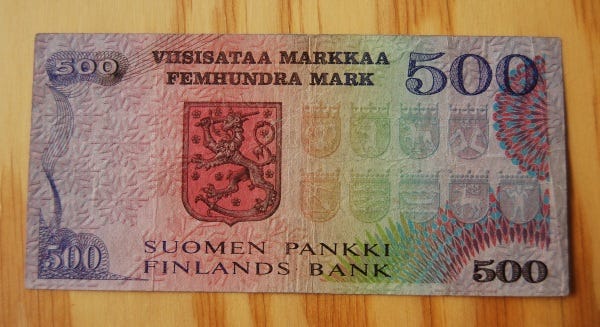 500
VIISISATAA MARKKAA
FEMHUNDRA MARK
500
SUOMEN PANKKI
FINLANDS BANK
500
500